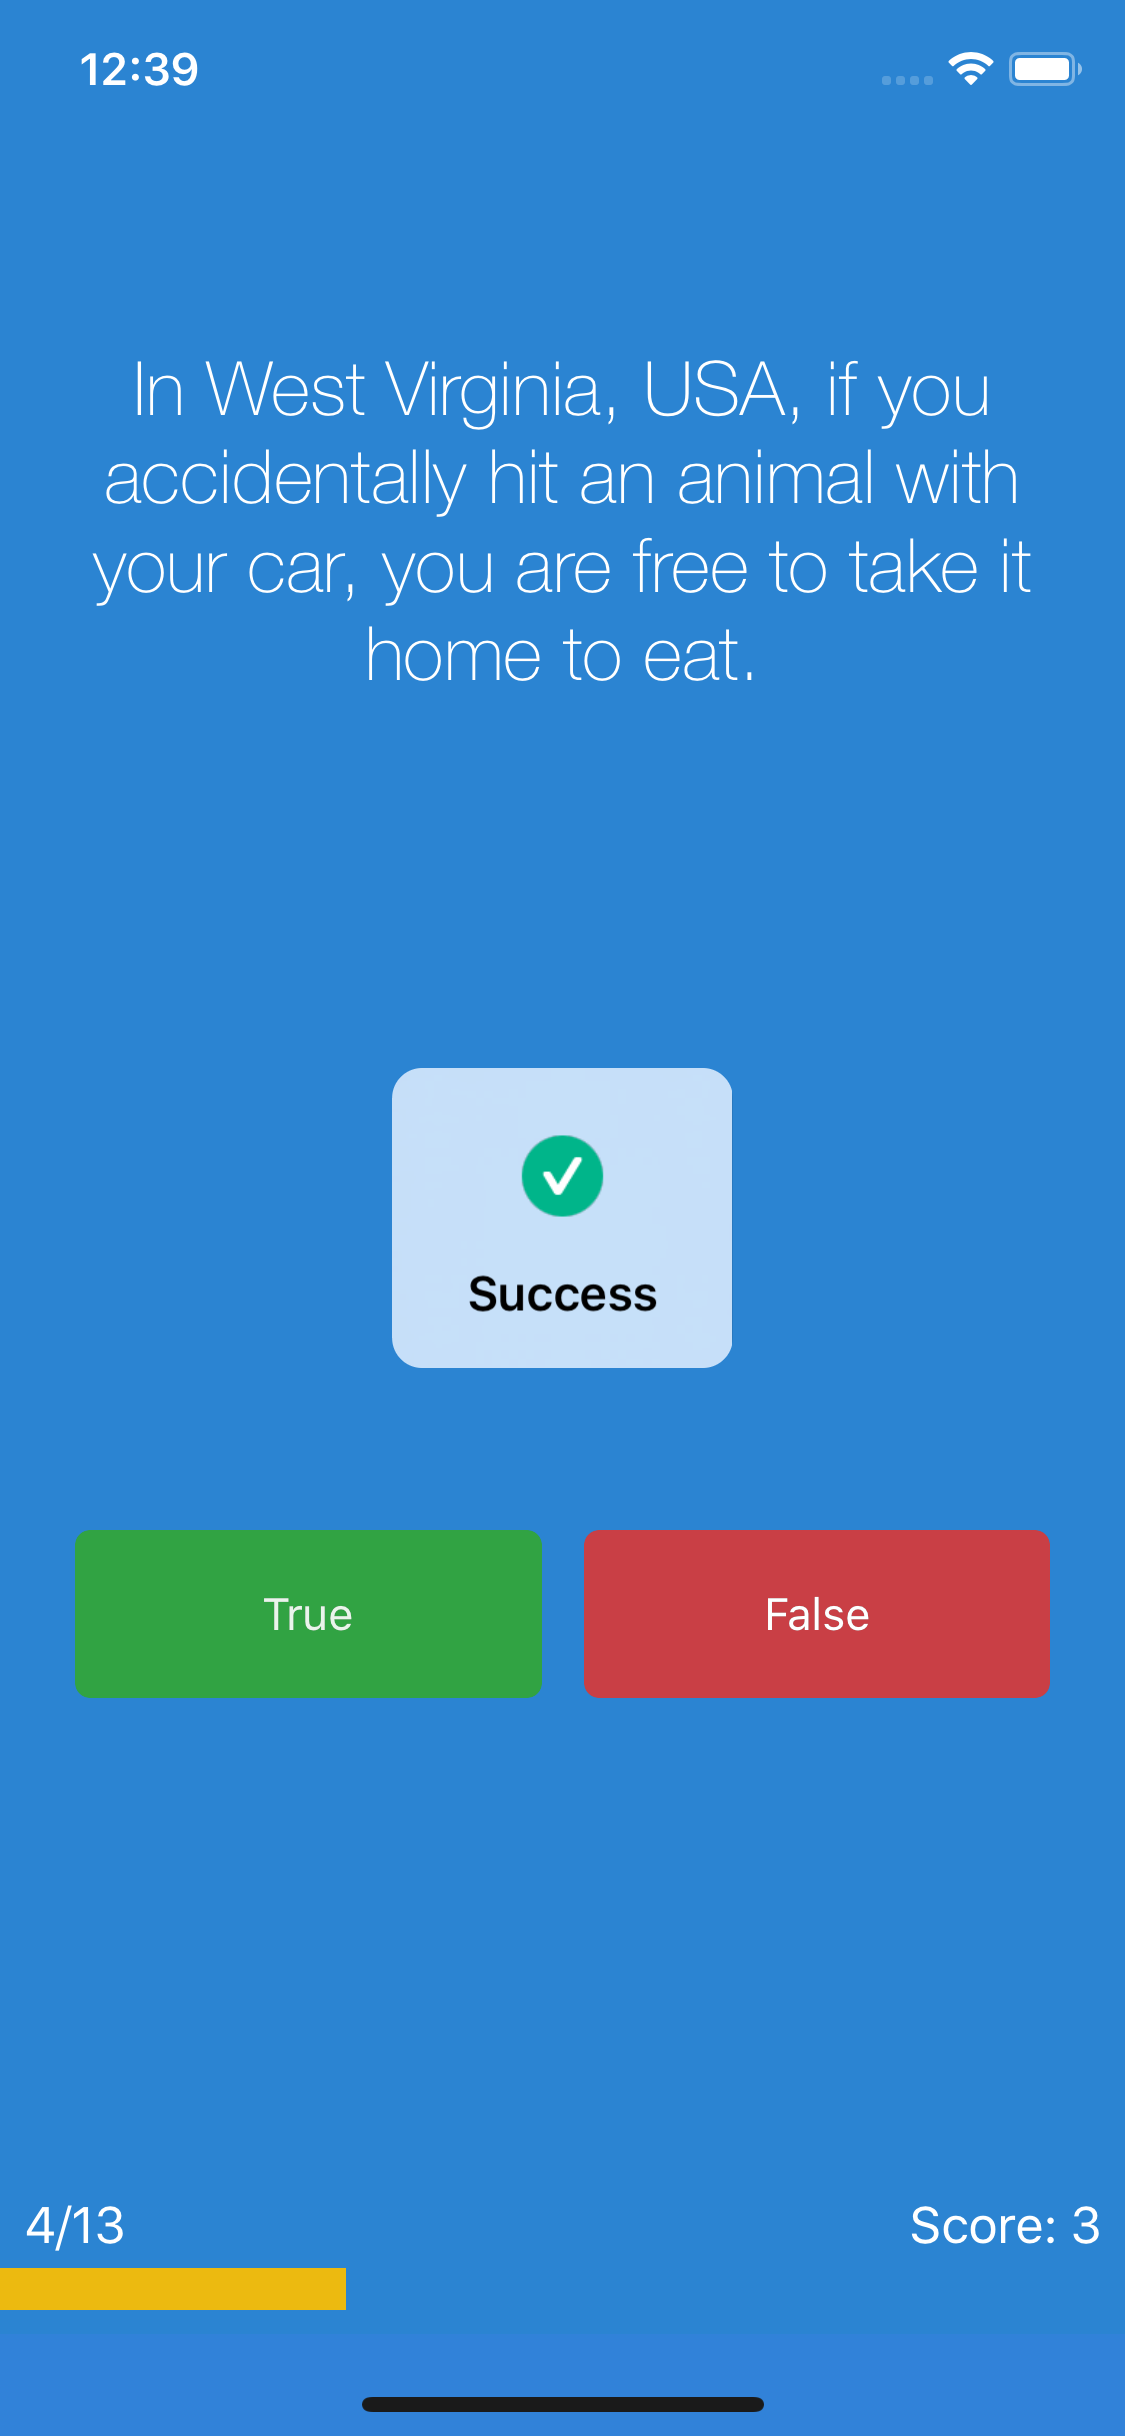 12:39
In West Virginia, USA, if you
accidentally hit an animal with
your car, you are free to take it
home to eat.
Success
True
False
4/13
Score: 3